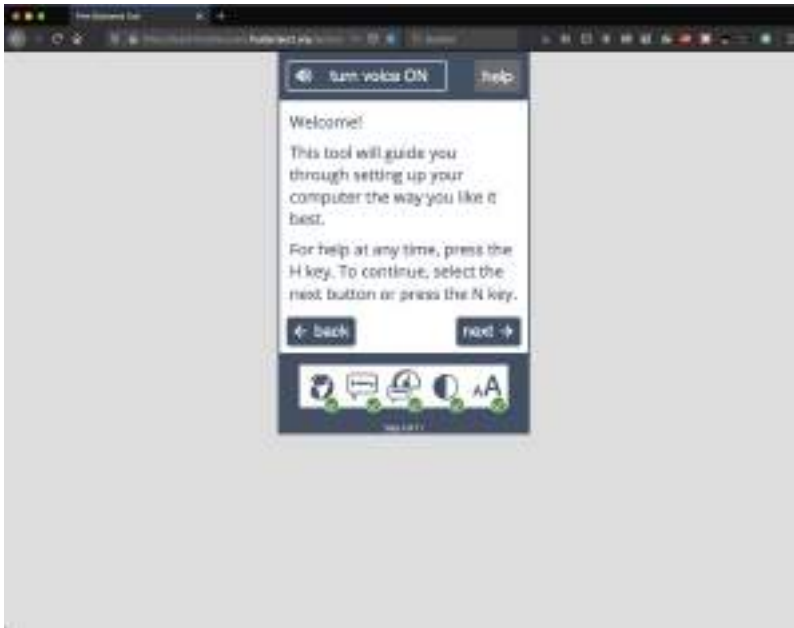 turn voice ON
help
Welcome!
This tool will guide you
through setting up your
computer the way you like it
best.
For help at any time, press the
H key. To continue, select the
next button or press the N key.
← back
next →
AA